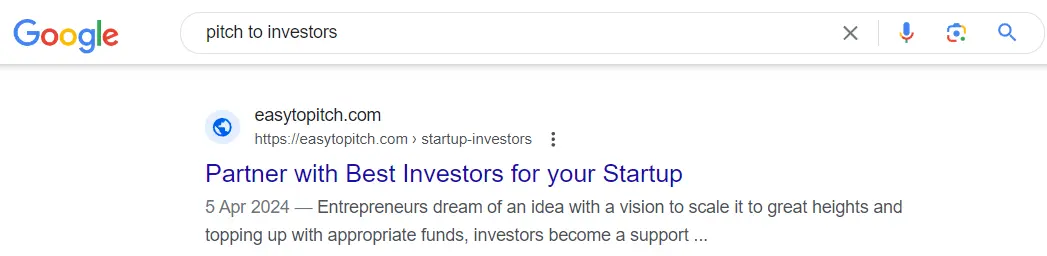 Google
pitch to investors
easytopitch.com
https://easytopitch.com › startup-investors
Partner with Best Investors for your Startup
5 Apr 2024 — Entrepreneurs dream of an idea with a vision to scale it to great heights and
topping up with appropriate funds, investors become a support ...